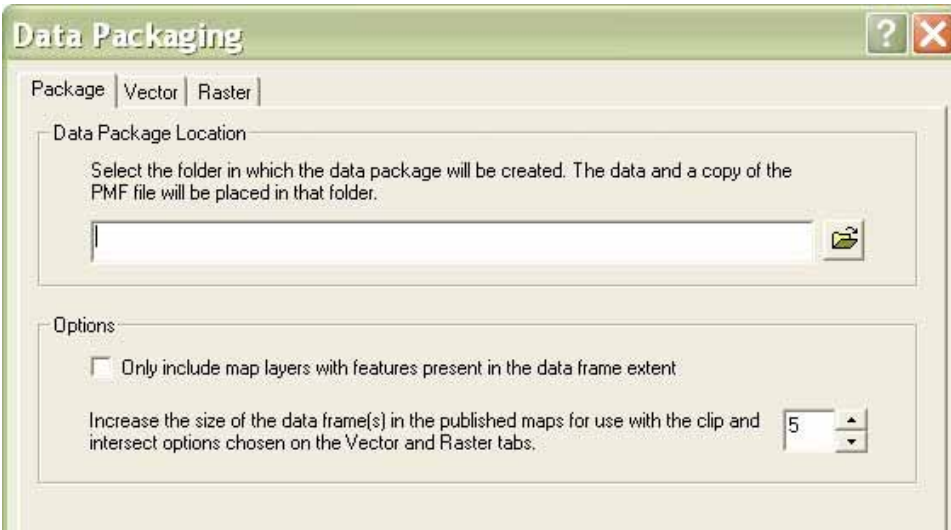 Data Packaging
Package Vector Raster
Data Package Location
Select the folder in which the data package will be created. The data and a copy of the
PMF file will be placed in that folder.
Options
Only include map layers with features present in the data frame extent
Increase the size of the data frame(s) in the published maps for use with the clip and
intersect options chosen on the Vector and Raster tabs.
5